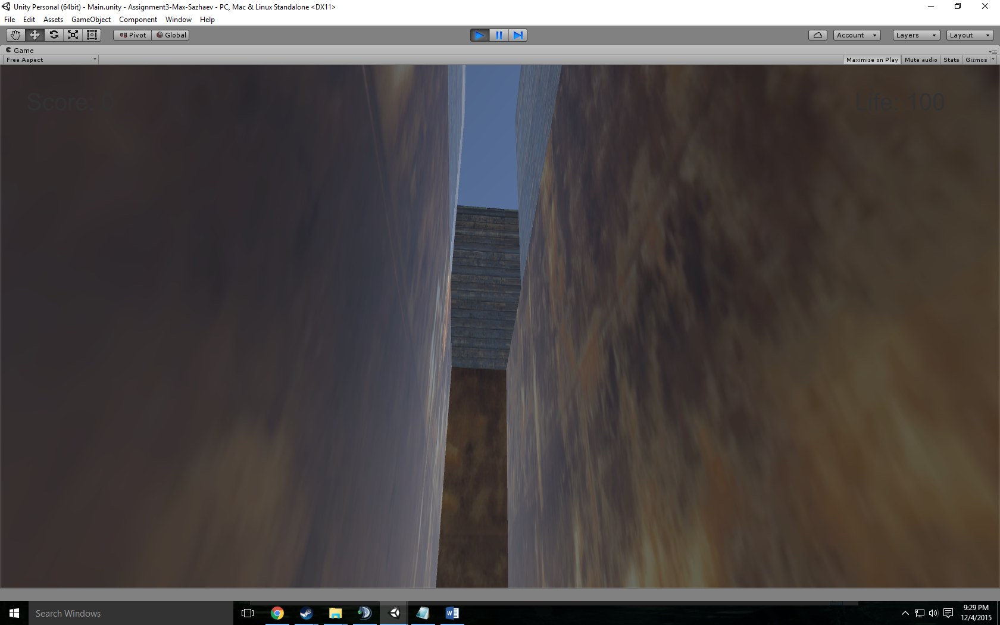 Unity Personal (64bit) - Main.unity - Assignment3-Max-Sazhaev - PC, Mac & Linux Standalone <DX11>
File Edit Assets GameObject Component Window Help
Pivot Global Account Layers Layout
Game
Free Aspect Maximize on Play Mute audio Stats Gizmos
Score: 0 Life: 100
Search Windows
9:29 PM
12/4/2015